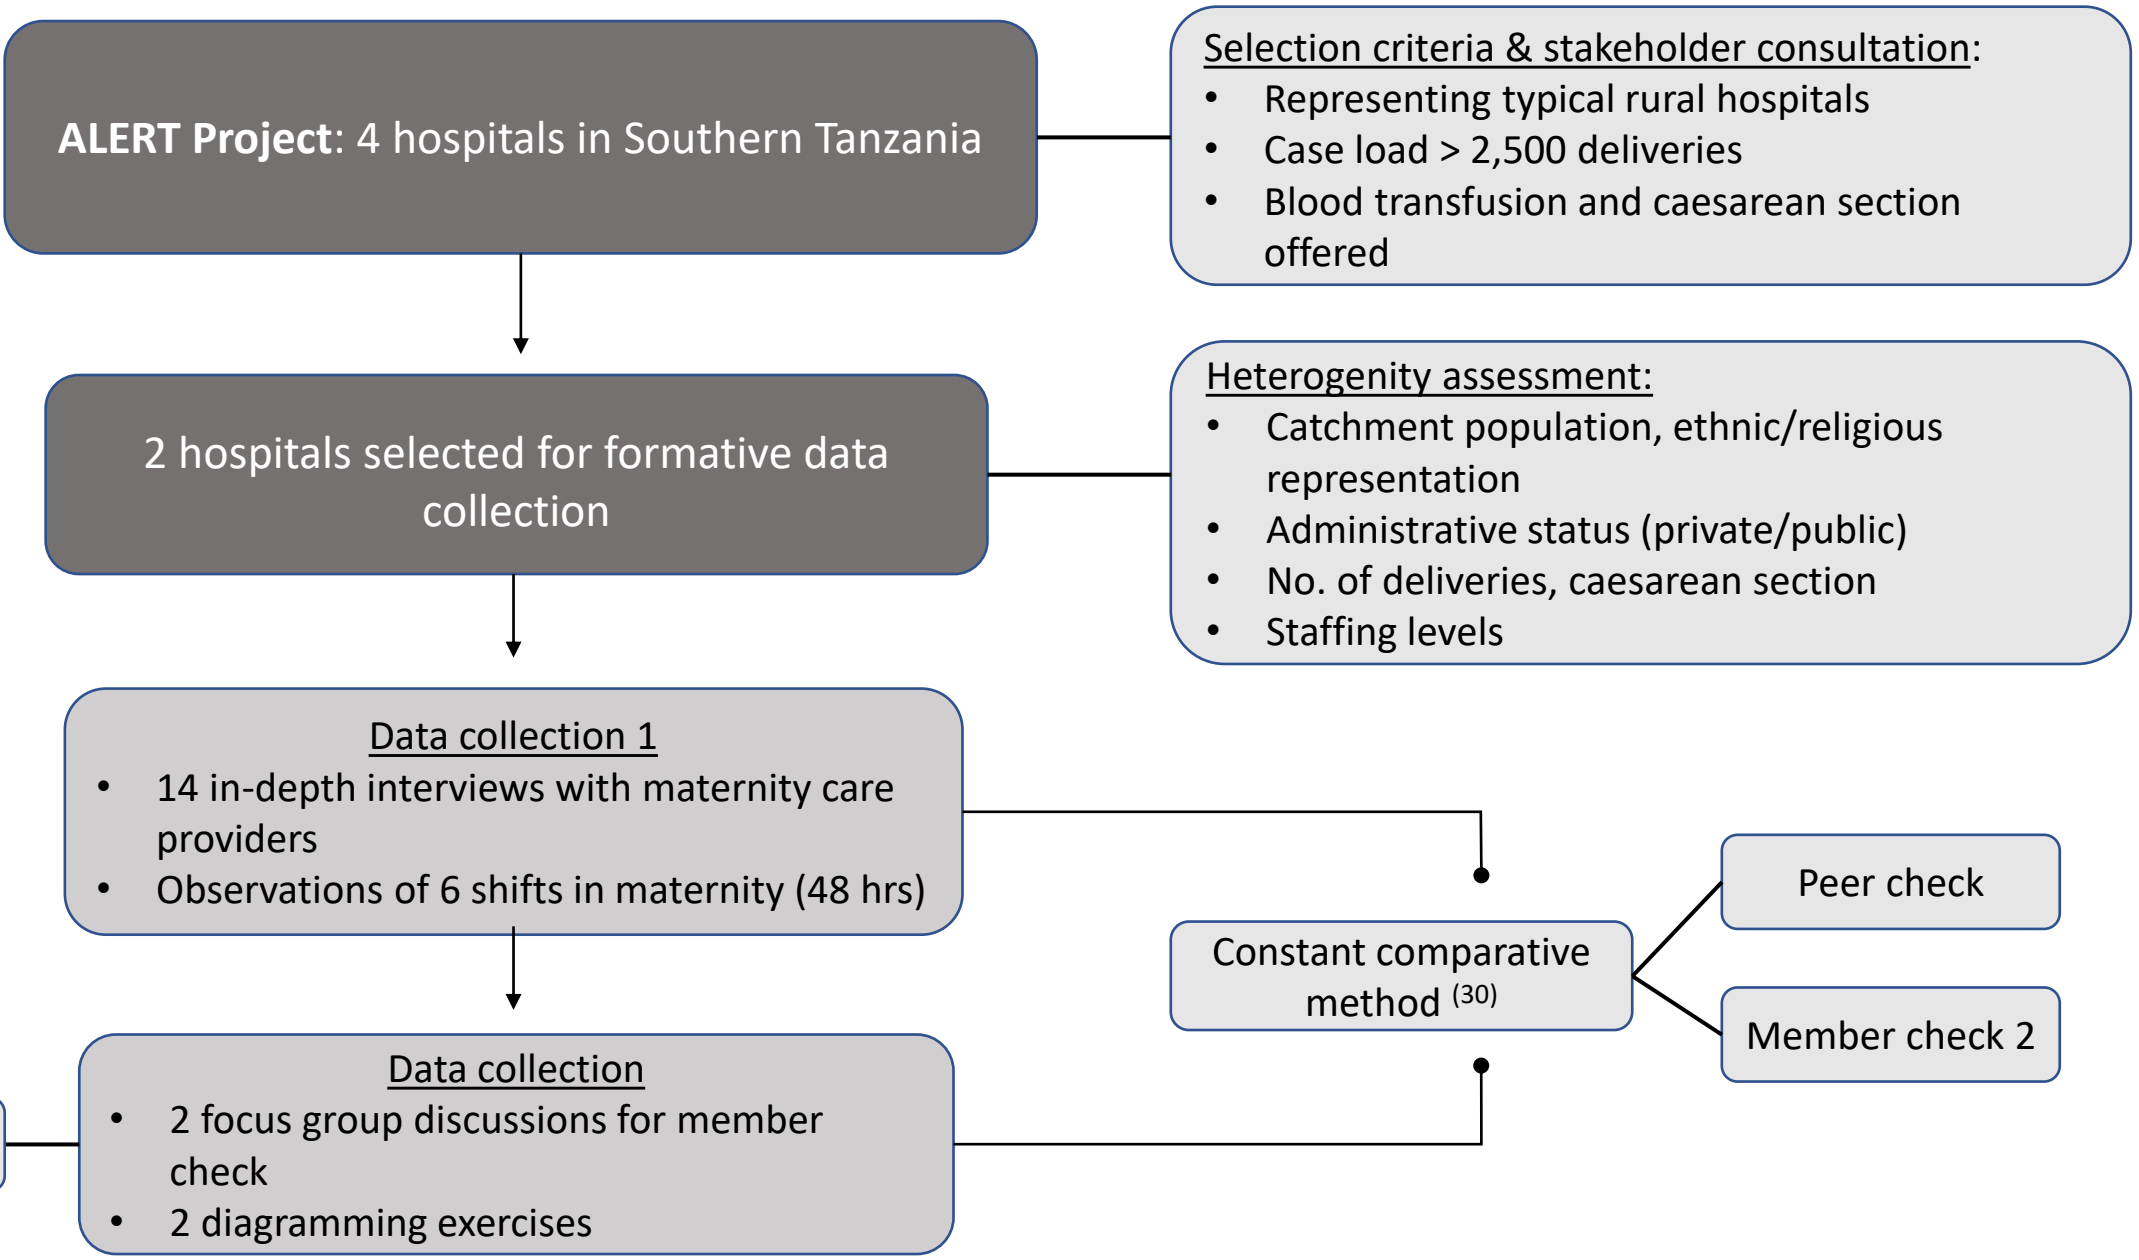 ALERT Project: 4 hospitals in Southern Tanzania
Selection criteria & stakeholder consultation:
• Representing typical rural hospitals
• Case load > 2,500 deliveries
• Blood transfusion and caesarean section
offered
2 hospitals selected for formative data
collection
Heterogenity assessment:
• Catchment population, ethnic/religious
representation
• Administrative status (private/public)
• No. of deliveries, caesarean section
• Staffing levels
Data collection 1
• 14 in-depth interviews with maternity care
providers
• Observations of 6 shifts in maternity (48 hrs)
Constant comparative
method (30)
Peer check
Member check 2
Data collection
• 2 focus group discussions for member
check
• 2 diagramming exercises